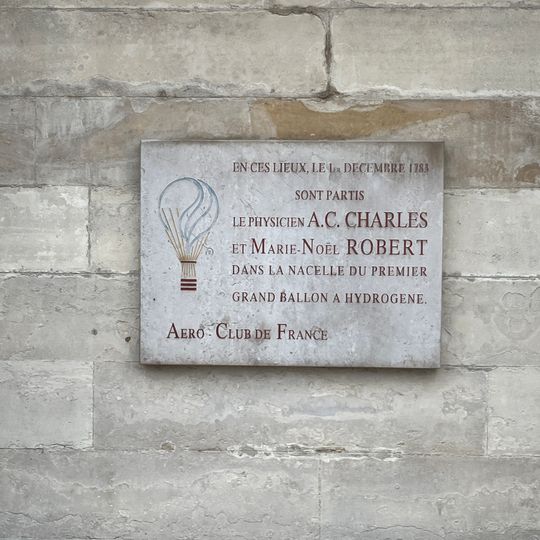 EN CES LIEUX, LE 1ER DECEMBRE 1783
SONT PARTIS
LE PHYSICIEN A.C. CHARLES
ET MARIE-NOËL ROBERT
DANS LA NACELLE DU PREMIER
GRAND BALLON A HYDROGENE.
AERO-CLUB DE FRANCE